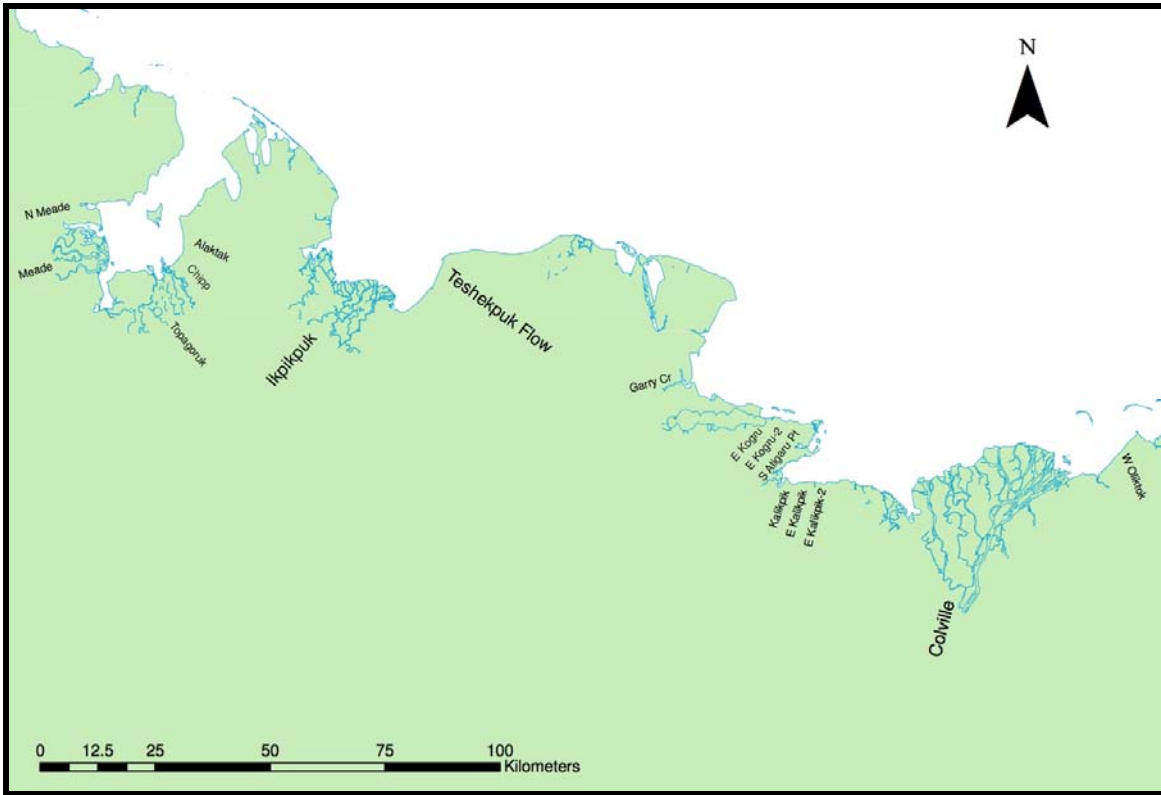 N
N Meade
Meade
Alaktak
Chipp
Topagoruk
Ikpikpuk
Teshekpuk Flow
Garry Cr
E Kogru
E Kogru-2
S Atigaru Pt
Kalikpik
E Kalikpik
E Kalikpik-2
Colville
W Oliktok
0 12.5 25 50 75 100
Kilometers